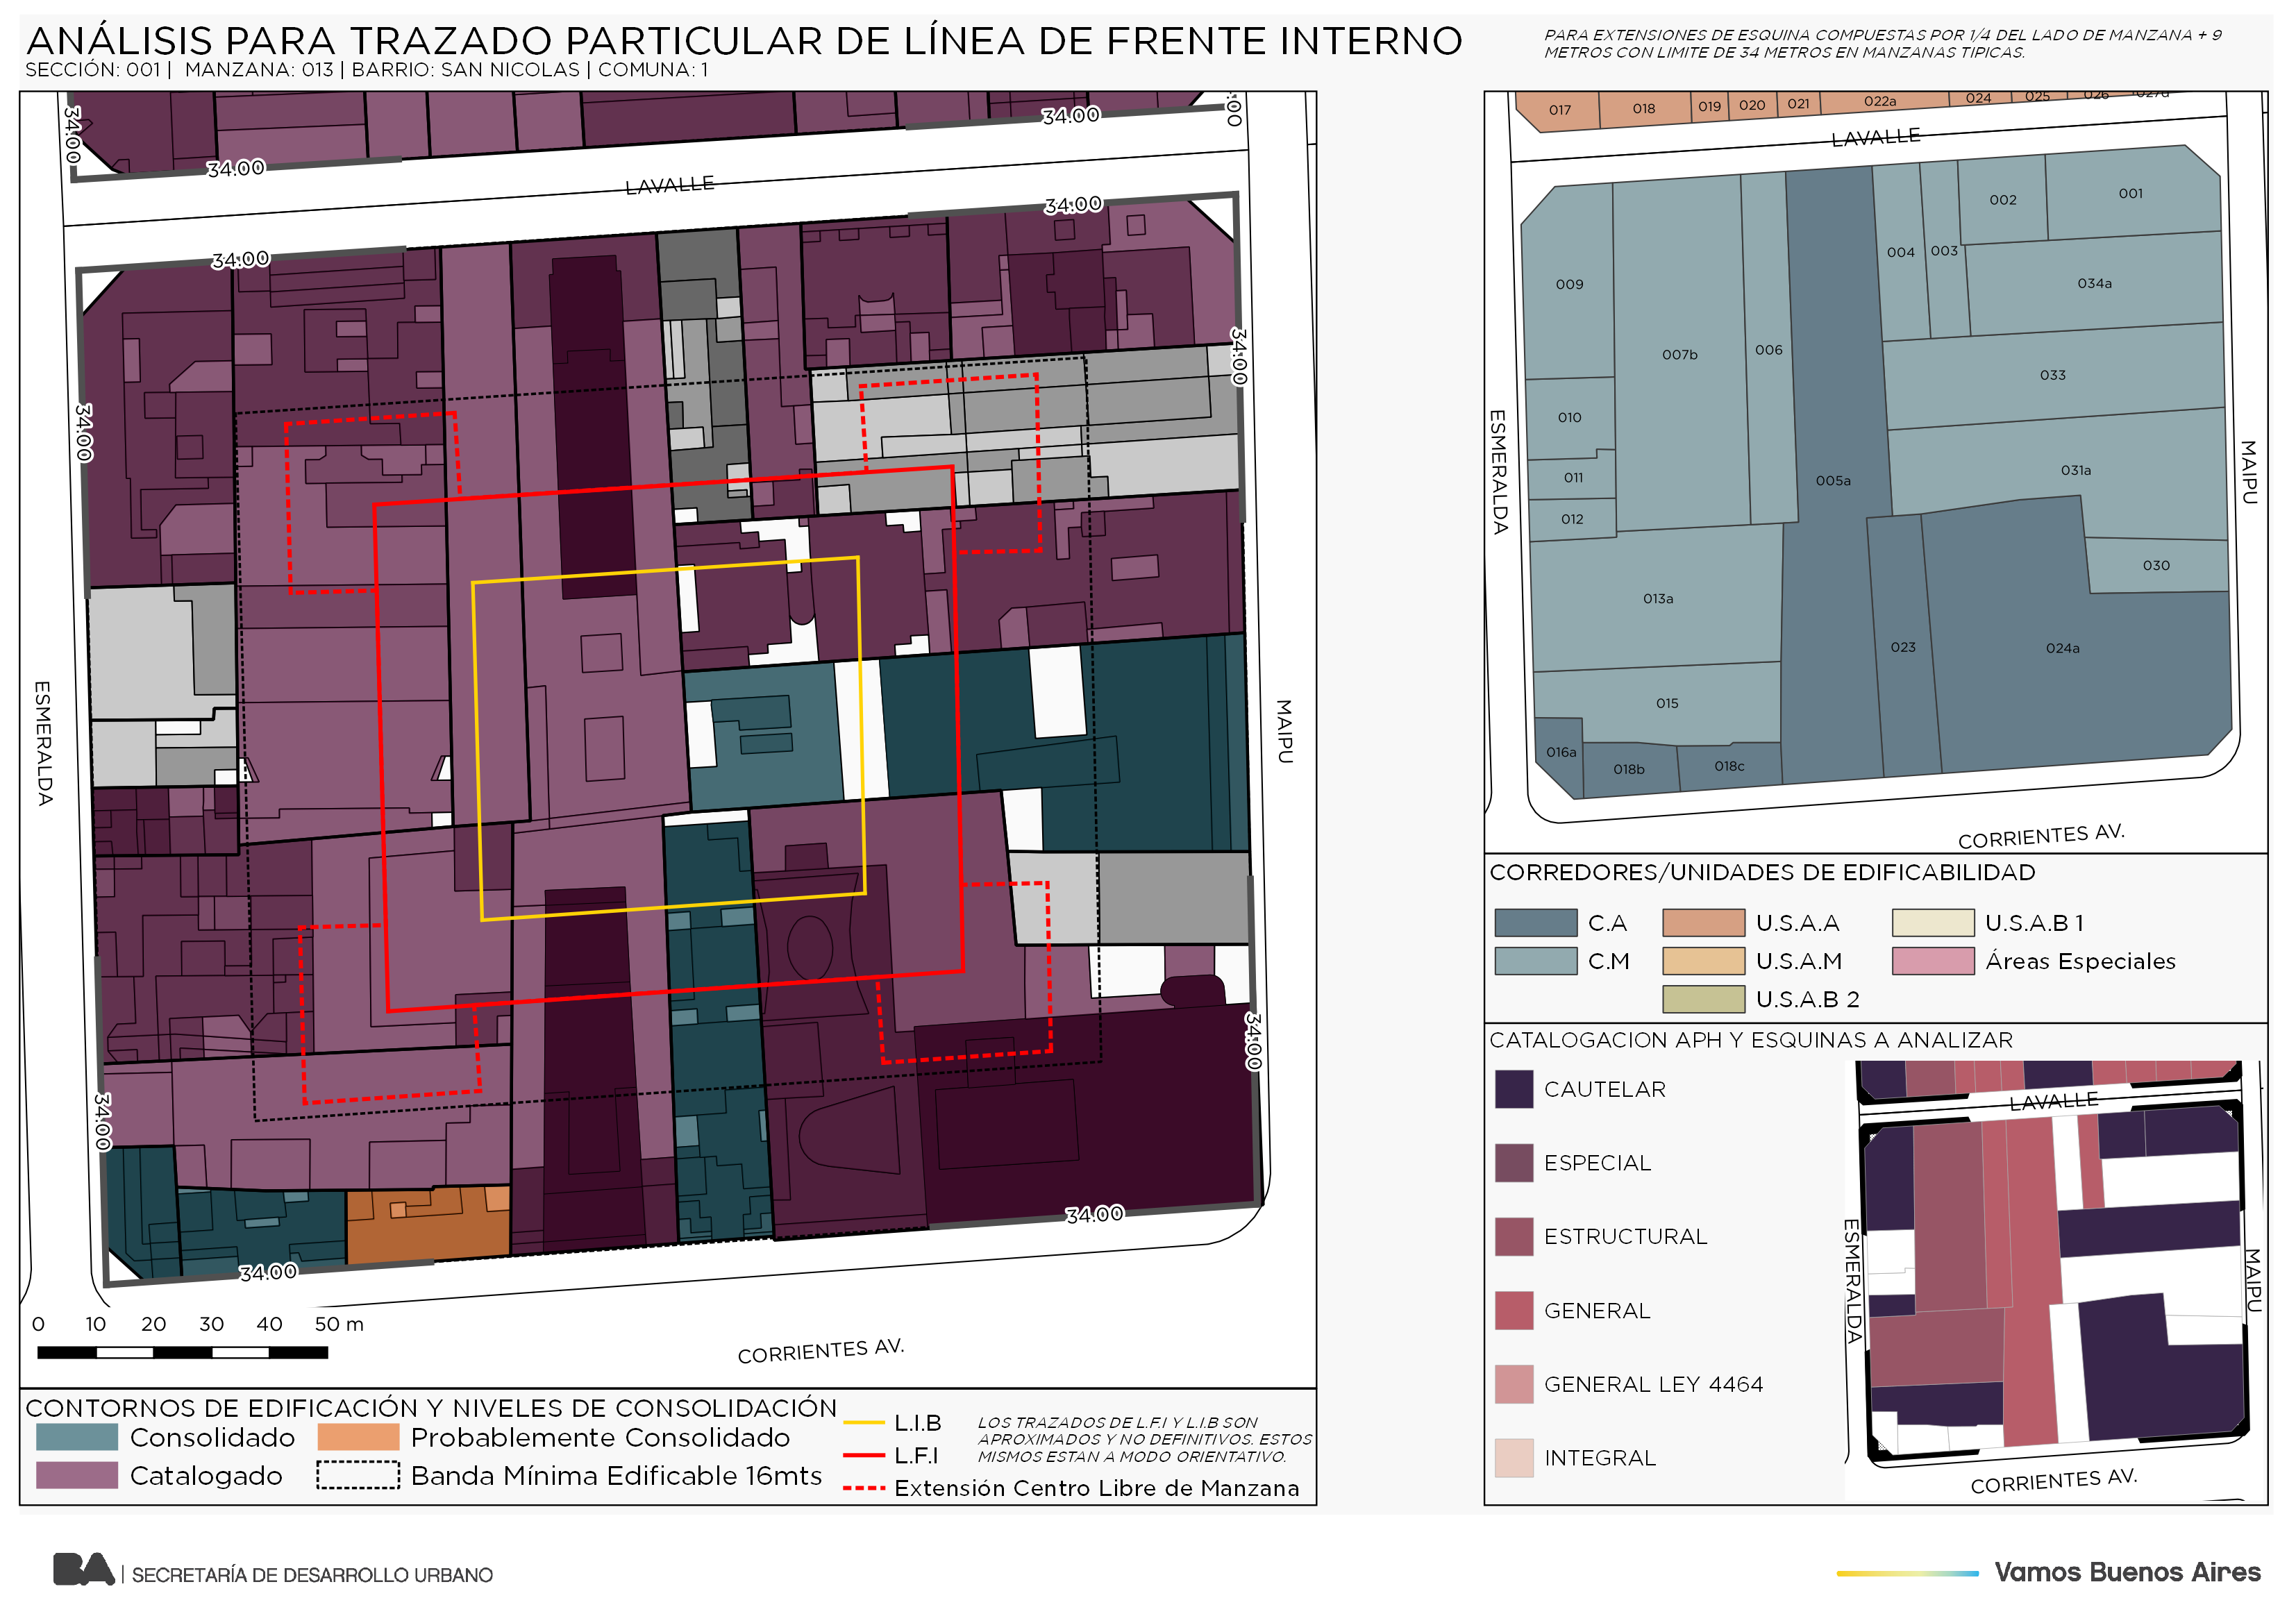 ANÁLISIS PARA TRAZADO PARTICULAR DE LÍNEA DE FRENTE INTERNO
SECCIÓN: 001 | MANZANA: 013 | BARRIO: SAN NICOLAS | COMUNA: 1
PARA EXTENSIONES DE ESQUINA COMPUESTAS POR 1/4 DEL LADO DE MANZANA + 9
METROS CON LIMITE DE 34 METROS EN MANZANAS TIPICAS.
34.00
34.00
34.00
:00
LAVALLE
34.00
34.00
34.00
34.00
ESMERALDA
MAIPU
34.00
34.00
34.00
34.00
0 10 20 30 40 50 m
CORRIENTES AV.
CONTORNOS DE EDIFICACIÓN Y NIVELES DE CONSOLIDACIÓN
Consolidado
Probablemente Consolidado
Catalogado
Banda Mínima Edificable 16mts
L.I.B
L.F.I
Extensión Centro Libre de Manzana
LOS TRAZADOS DE L.F.I Y L.I.B SON
APROXIMADOS Y NO DEFINITIVOS. ESTOS
MISMOS ESTAN A MODO ORIENTATIVO.
017 018 019 020 021 022a 024 025 026 027a
LAVALLE
001
002
003
004
034a
009
007b
006
005a
033
010
011
012
031a
030
013a
023
024a
015
016a
018b
018c
ESMERALDA
MAIPU
CORRIENTES AV.
CORREDORES/UNIDADES DE EDIFICABILIDAD
C.A
U.S.A.A
U.S.A.B 1
C.M
U.S.A.M
Áreas Especiales
U.S.A.B 2
CATALOGACION APH Y ESQUINAS A ANALIZAR
CAUTELAR
ESPECIAL
ESTRUCTURAL
GENERAL
GENERAL LEY 4464
INTEGRAL
LAVALLE
ESMERALDA
MAIPU
CORRIENTES AV.
BA | SECRETARÍA DE DESARROLLO URBANO
Vamos Buenos Aires